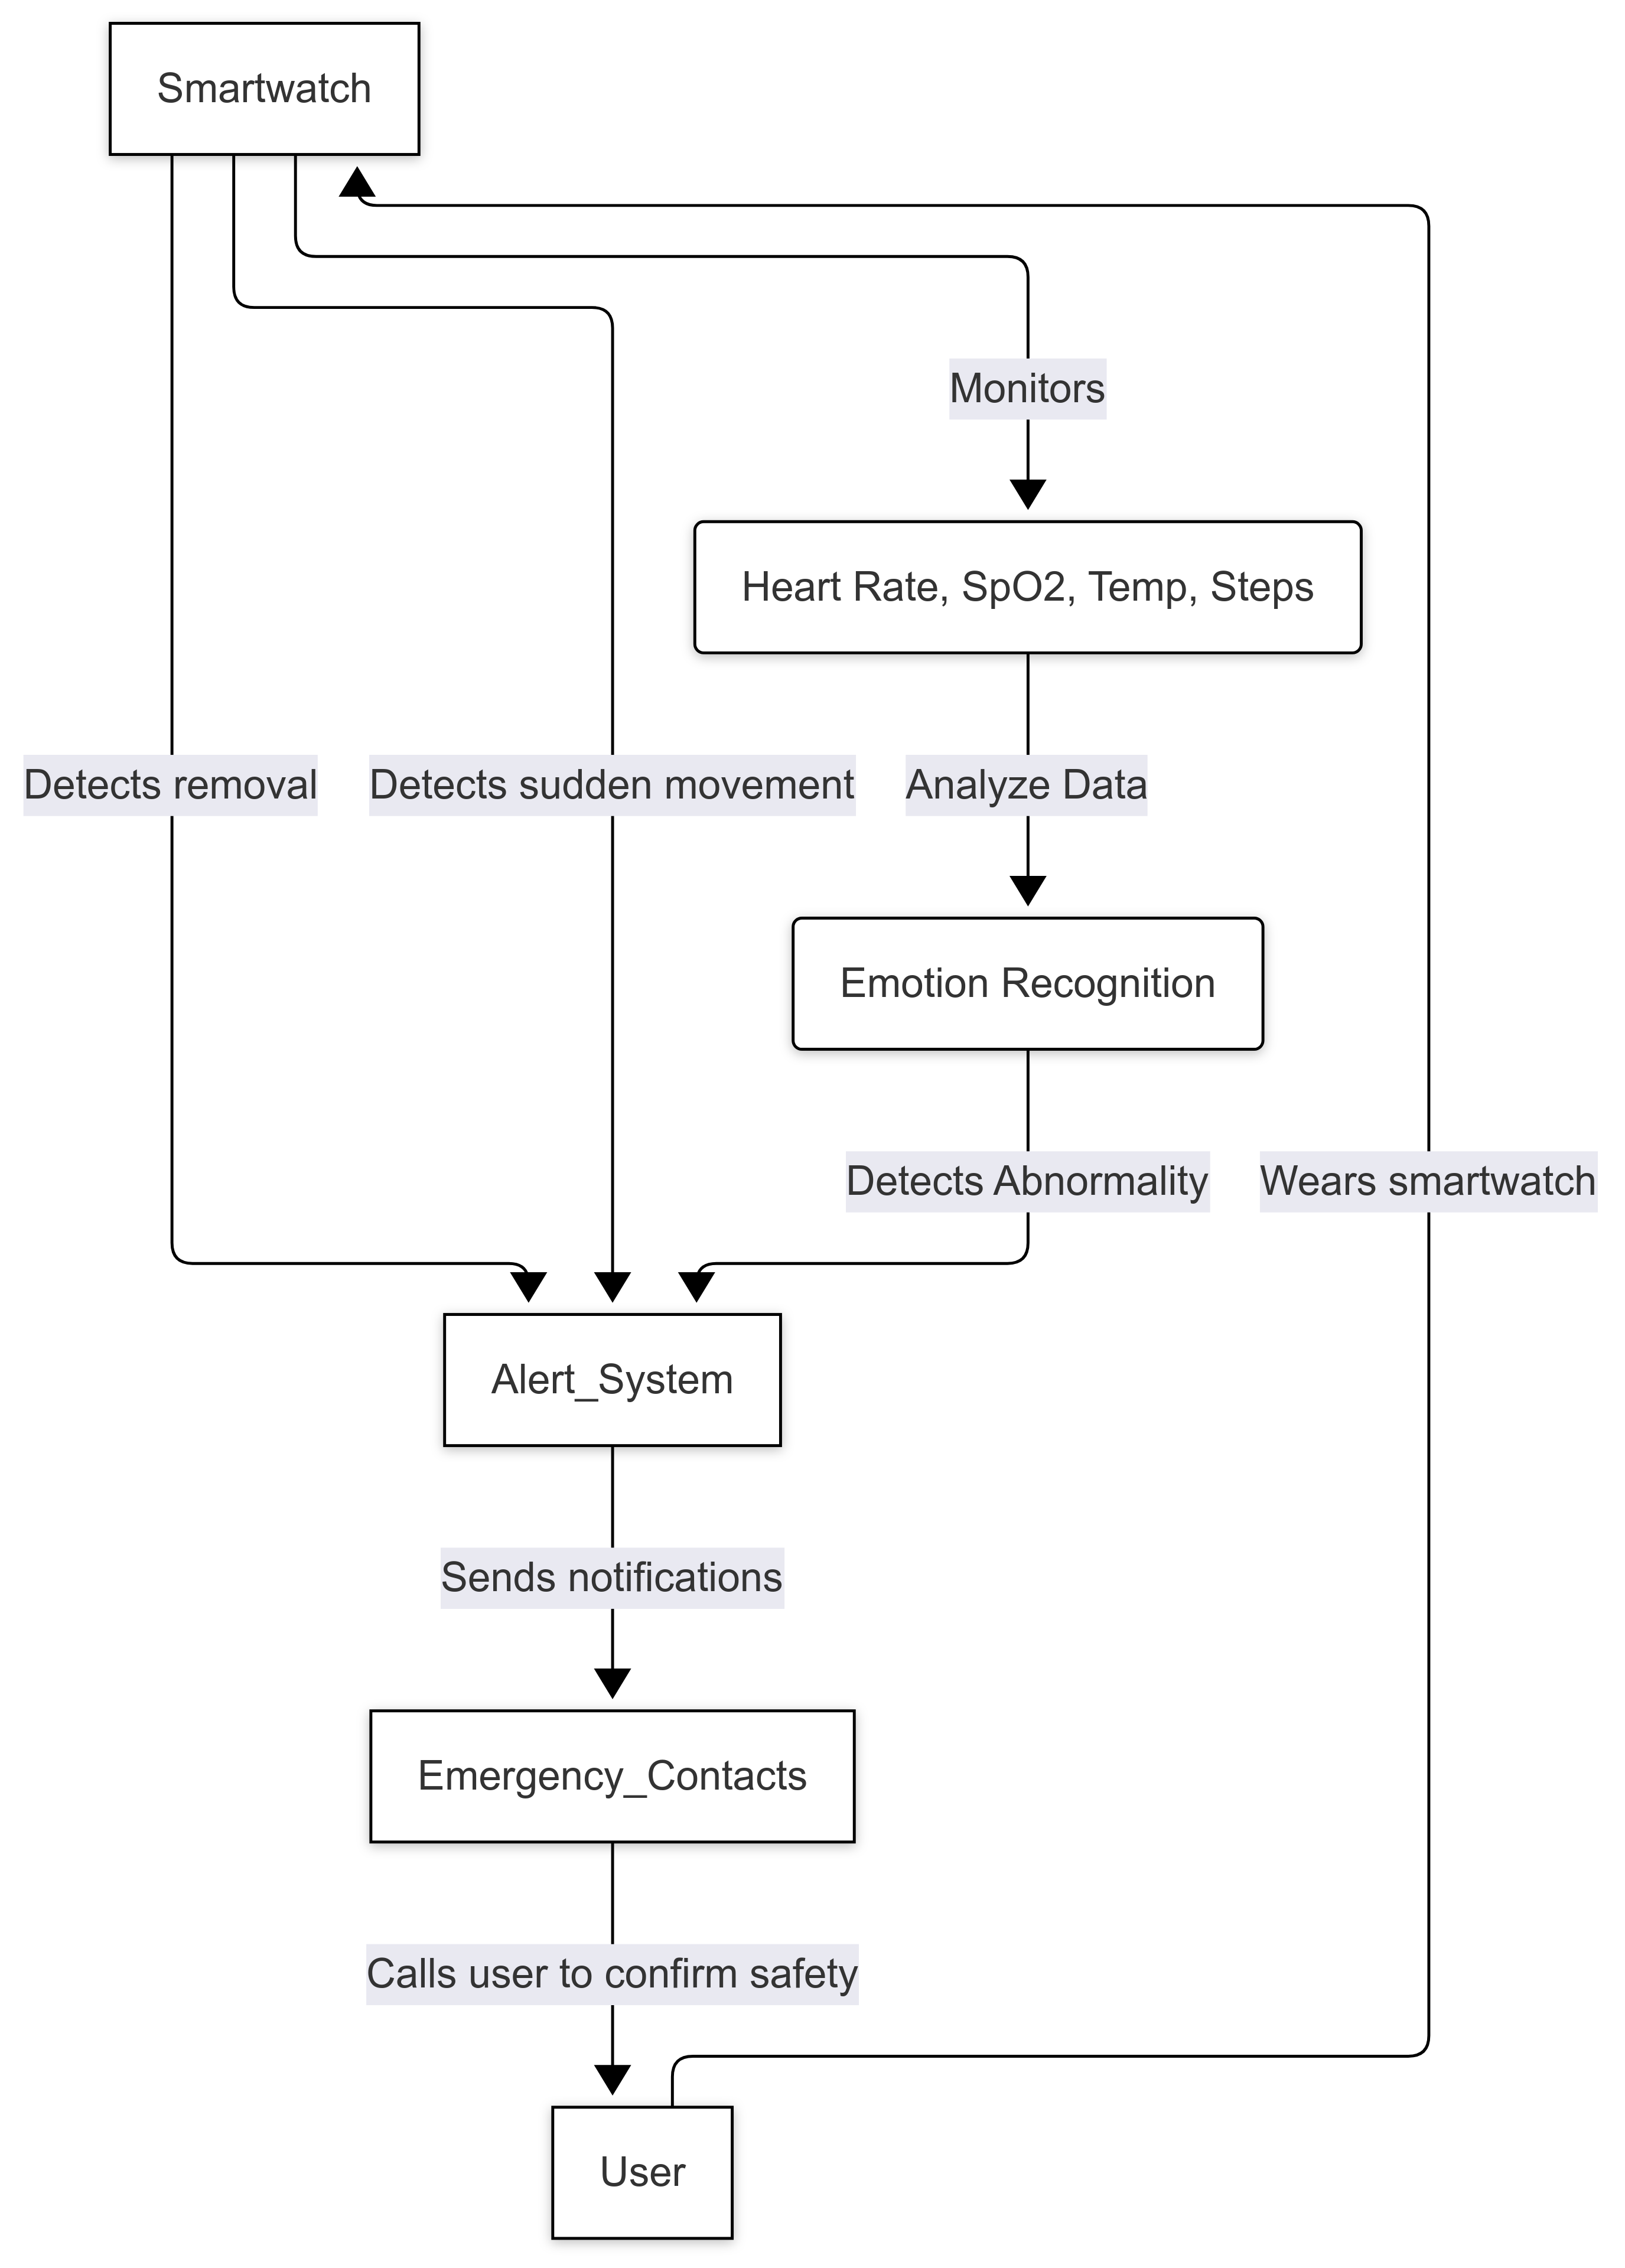 Smartwatch
Monitors
Heart Rate, SpO2, Temp, Steps
Detects removal
Detects sudden movement
Analyze Data
Emotion Recognition
Detects Abnormality
Wears smartwatch
Alert_System
Sends notifications
Emergency_Contacts
Calls user to confirm safety
User